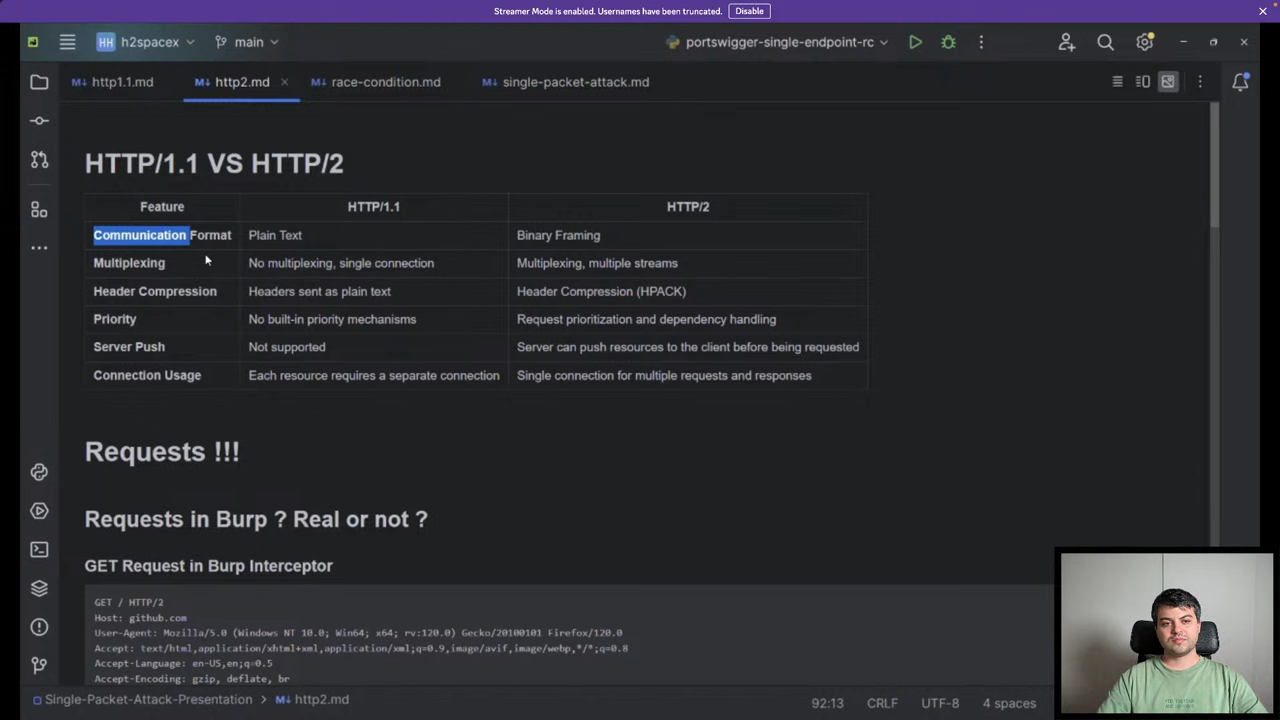 Streamer Mode is enabled. Usernames have been truncated. Disable
HH h2spacex main portswigger-single-endpoint-rc
http1.1.md http2.md race-condition.md single-packet-attack.md
HTTP/1.1 VS HTTP/2
Feature HTTP/1.1 HTTP/2
Communication Format Plain Text Binary Framing
Multiplexing No multiplexing, single connection Multiplexing, multiple streams
Header Compression Headers sent as plain text Header Compression (HPACK)
Priority No built-in priority mechanisms Request prioritization and dependency handling
Server Push Not supported Server can push resources to the client before being requested
Connection Usage Each resource requires a separate connection Single connection for multiple requests and responses
Requests !!!
Requests in Burp ? Real or not ?
GET Request in Burp Interceptor
GET / HTTP/2
Host: github.com
User-Agent: Mozilla/5.0 (Windows NT 10.0; Win64; x64; rv:120.0) Gecko/20100101 Firefox/120.0
Accept: text/html,application/xhtml+xml,application/xml;q=0.9,image/avif,image/webp,*/*;q=0.8
Accept-Language: en-US,en;q=0.5
Accept-Encoding: gzip, deflate, br
Single-Packet-Attack-Presentation > http2.md 92:13 CRLF UTF-8 4 spaces